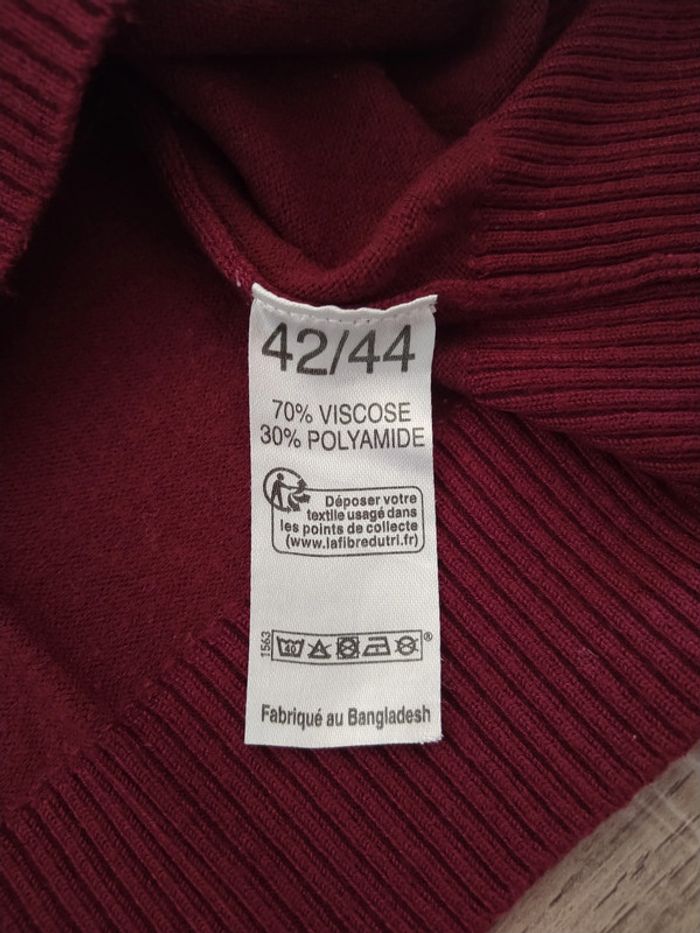 42/44
70% VISCOSE
30% POLYAMIDE
Déposer votre
textile usagé dans
les points de collecte
(www.lafibredutri.fr)
1563
40
®
Fabriqué au Bangladesh